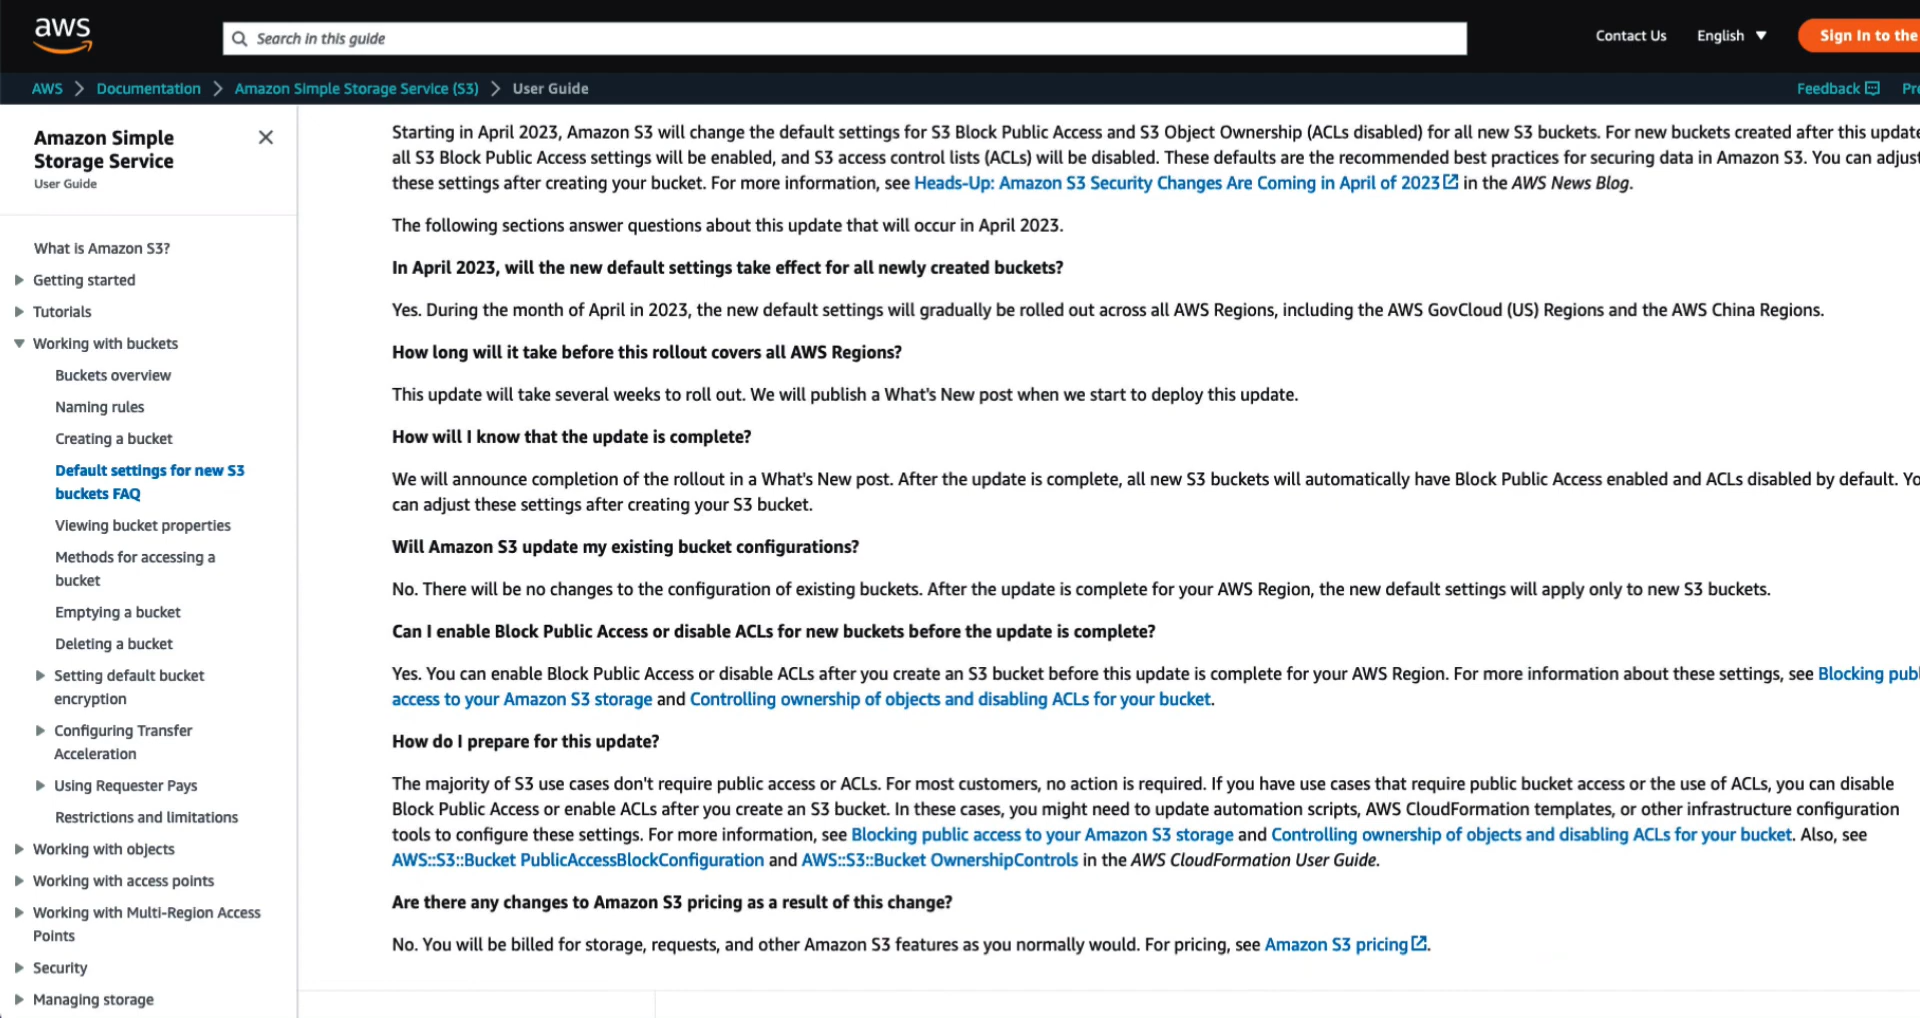 aws
Search in this guide
Contact Us
English
Sign In to the
AWS
Documentation
Amazon Simple Storage Service (S3)
User Guide
Feedback
Amazon Simple
Storage Service
User Guide
What is Amazon S3?
Getting started
Tutorials
Working with buckets
Buckets overview
Naming rules
Creating a bucket
Default settings for new S3
buckets FAQ
Viewing bucket properties
Methods for accessing a
bucket
Emptying a bucket
Deleting a bucket
Setting default bucket
encryption
Configuring Transfer
Acceleration
Using Requester Pays
Restrictions and limitations
Working with objects
Working with access points
Working with Multi-Region Access
Points
Security
Managing storage
Starting in April 2023, Amazon S3 will change the default settings for S3 Block Public Access and S3 Object Ownership (ACLs disabled) for all new S3 buckets. For new buckets created after this update
all S3 Block Public Access settings will be enabled, and S3 access control lists (ACLs) will be disabled. These defaults are the recommended best practices for securing data in Amazon S3. You can adjust
these settings after creating your bucket. For more information, see Heads-Up: Amazon S3 Security Changes Are Coming in April of 2023 in the AWS News Blog.
The following sections answer questions about this update that will occur in April 2023.
In April 2023, will the new default settings take effect for all newly created buckets?
Yes. During the month of April in 2023, the new default settings will gradually be rolled out across all AWS Regions, including the AWS GovCloud (US) Regions and the AWS China Regions.
How long will it take before this rollout covers all AWS Regions?
This update will take several weeks to roll out. We will publish a What's New post when we start to deploy this update.
How will I know that the update is complete?
We will announce completion of the rollout in a What's New post. After the update is complete, all new S3 buckets will automatically have Block Public Access enabled and ACLs disabled by default. Yo
can adjust these settings after creating your S3 bucket.
Will Amazon S3 update my existing bucket configurations?
No. There will be no changes to the configuration of existing buckets. After the update is complete for your AWS Region, the new default settings will apply only to new S3 buckets.
Can I enable Block Public Access or disable ACLs for new buckets before the update is complete?
Yes. You can enable Block Public Access or disable ACLs after you create an S3 bucket before this update is complete for your AWS Region. For more information about these settings, see Blocking publ
access to your Amazon S3 storage and Controlling ownership of objects and disabling ACLs for your bucket.
How do I prepare for this update?
The majority of S3 use cases don't require public access or ACLs. For most customers, no action is required. If you have use cases that require public bucket access or the use of ACLs, you can disable
Block Public Access or enable ACLs after you create an S3 bucket. In these cases, you might need to update automation scripts, AWS CloudFormation templates, or other infrastructure configuration
tools to configure these settings. For more information, see Blocking public access to your Amazon S3 storage and Controlling ownership of objects and disabling ACLs for your bucket. Also, see
AWS::S3::Bucket PublicAccessBlockConfiguration and AWS::S3::Bucket OwnershipControls in the AWS CloudFormation User Guide.
Are there any changes to Amazon S3 pricing as a result of this change?
No. You will be billed for storage, requests, and other Amazon S3 features as you normally would. For pricing, see Amazon S3 pricing.